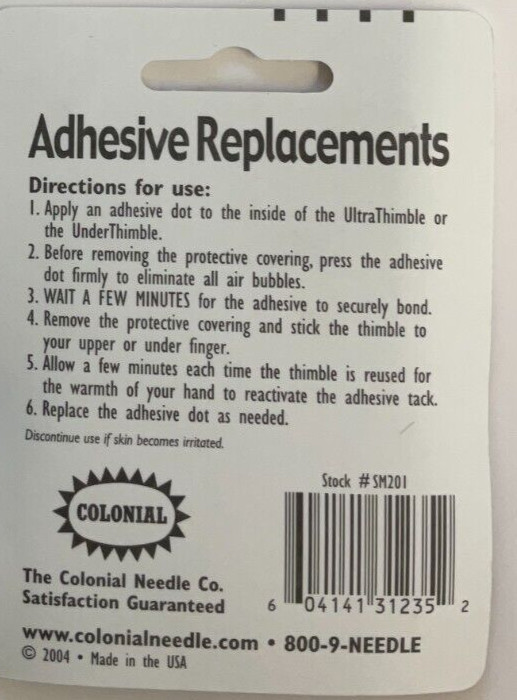 Adhesive Replacements
Directions for use:
1. Apply an adhesive dot to the inside of the UltraThimble or
the UnderThimble.
2. Before removing the protective covering, press the adhesive
dot firmly to eliminate all air bubbles.
3. WAIT A FEW MINUTES for the adhesive to securely bond.
4. Remove the protective covering and stick the thimble to
your upper or under finger.
5. Allow a few minutes each time the thimble is reused for
the warmth of your hand to reactivate the adhesive tack.
6. Replace the adhesive dot as needed.
Discontinue use if skin becomes irritated.
Stock # SM201
COLONIAL
The Colonial Needle Co.
Satisfaction Guaranteed
6 04141 31235 2
www.colonialneedle.com • 800-9-NEEDLE
© 2004 • Made in the USA